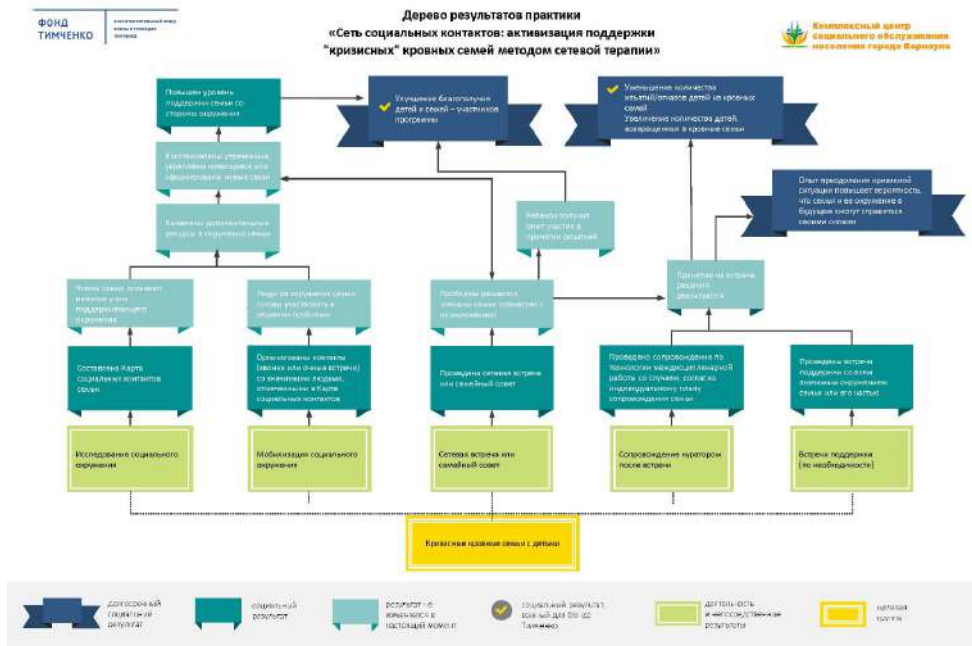 ФОНД
ТИМЧЕНКО
Дерево результатов практики
«Сеть социальных контактов: активизация поддержки
"кризисных" кровных семей методом сетевой терапии»
Комплексный центр
социального обслуживания
населения города Барнаула
Повышен уровень
поддержки семьи со
стороны окружения
Улучшение благополучия
детей и семей – участников
программы
Уменьшение количества
изъятий/отказов детей из кровных
семей
Увеличение количества детей,
возвращенных в кровные семьи
Восстановлены утраченные,
укреплены имеющиеся или
сформированы новые связи
Опыт преодоления кризисной
ситуации повышает вероятность,
что семья и ее окружение в
будущем смогут справиться
своими силами
Выявлены дополнительные
ресурсы в окружении семьи
Ребенок получил
опыт участия в
принятии решений
Члены семьи осознают
наличие у них
поддерживающего
окружения
Люди из окружения семьи
готовы участвовать в
решении проблемы
Проблемы решаются
членами семьи совместно с
их окружением
Принятые на встрече
решения
реализуются
Составлена Карта
социальных контактов
семьи
Организованы контакты
(звонки или очные встречи)
со значимыми людьми,
отмеченными в Карте
социальных контактов
Проведена сетевая встреча
или семейный совет
Проведено сопровождение по
технологии междисциплинарной
работы со случаем, согласно
индивидуальному плану
сопровождения семьи
Проведены встречи
поддержки со всем
значимым окружением
семьи или его частью
Исследование социального
окружения
Мобилизация социального
окружения
Сетевая встреча или
семейный совет
Сопровождение куратором
после встречи
Встречи поддержки
(по необходимости)
Кризисные кровные семьи с детьми
долгосрочный
социальный
результат
социальный
результат
результат не
измеряется в
настоящий момент
социальный результат,
важный для Фонда
Тимченко
деятельность
и непосредственные
результаты
целевая
группа